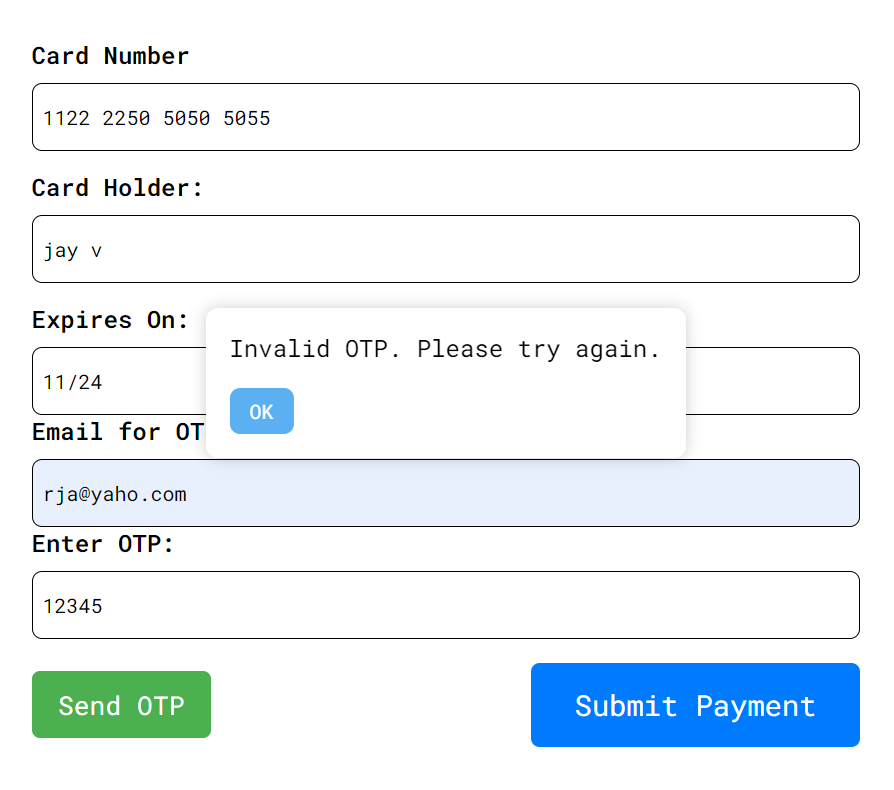 Card Number
1122 2250 5050 5055
Card Holder:
jay v
Expires On:
Invalid OTP. Please try again.
11/24
OK
Email for OT
rja@yaho.com
Enter OTP:
12345
Send OTP
Submit Payment